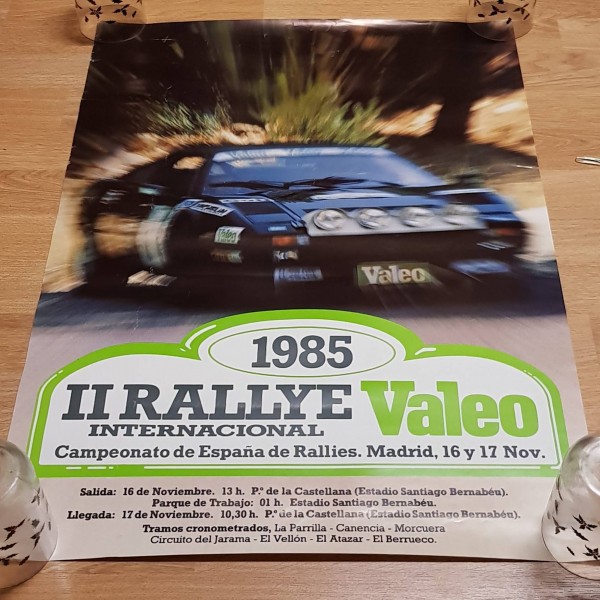 Valeo
Valeo
1985
II RALLYE Valeo
INTERNACIONAL
Campeonato de España de Rallies. Madrid, 16 y 17 Nov.
Salida: 16 de Noviembre. 13 h. P.º de la Castellana (Estadio Santiago Bernabéu).
Parque de Trabajo: 01 h. Estadio Santiago Bernabéu.
Llegada: 17 de Noviembre. 10,30 h. P.º de la Castellana (Estadio Santiago Bernabéu).
Tramos cronometrados, La Parrilla - Canencia - Morcuera
Circuito del Jarama - El Vellón - El Atazar - El Berrueco.